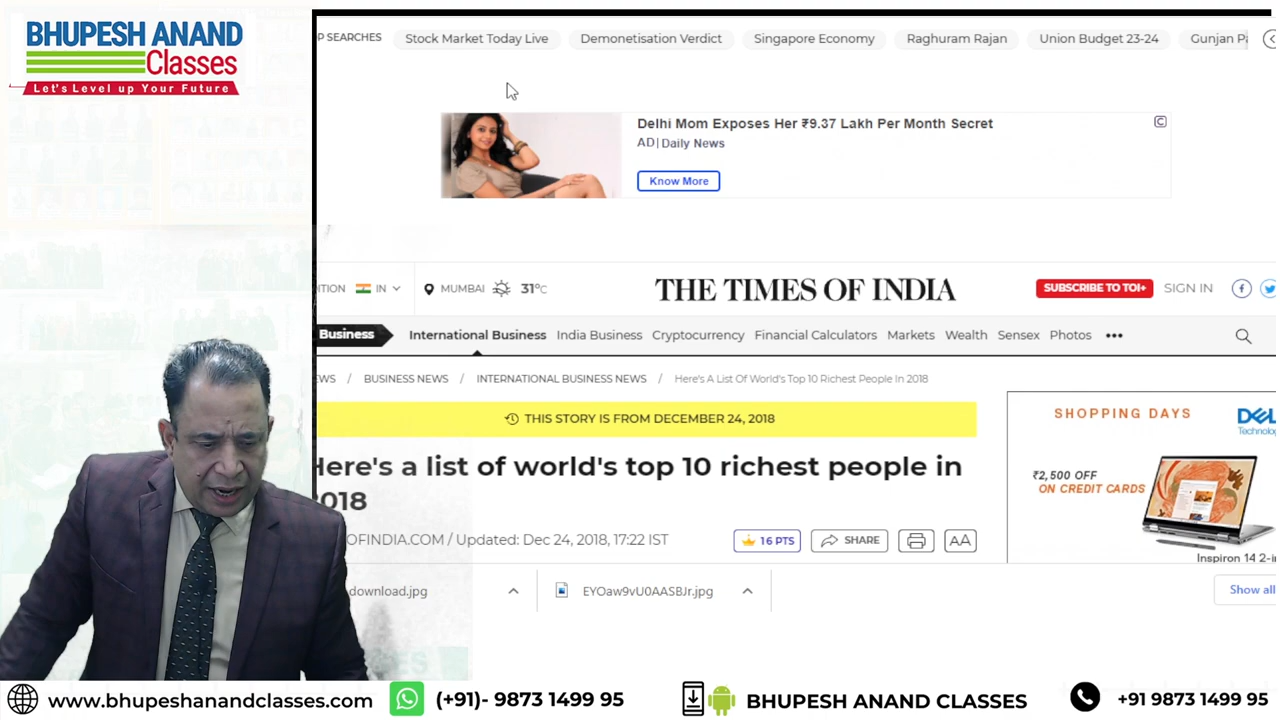 BHUPESH ANAND
Classes
Let's Level up Your Future
P SEARCHES Stock Market Today Live Demonetisation Verdict Singapore Economy Raghuram Rajan Union Budget 23-24 Gunjan Pa
Delhi Mom Exposes Her ₹9.37 Lakh Per Month Secret
AD| Daily News
Know More
ITION IN MUMBAI 31°C THE TIMES OF INDIA SUBSCRIBE TO TOI+ SIGN IN
Business International Business India Business Cryptocurrency Financial Calculators Markets Wealth Sensex Photos •••
EWS / BUSINESS NEWS / INTERNATIONAL BUSINESS NEWS / Here's A List Of World's Top 10 Richest People In 2018
THIS STORY IS FROM DECEMBER 24, 2018
Here's a list of world's top 10 richest people in
2018
OFINDIA.COM / Updated: Dec 24, 2018, 17:22 IST 16 PTS SHARE AA
SHOPPING DAYS DELL
Technolog
₹2,500 OFF
ON CREDIT CARDS
Inspiron 14 2-in
download.jpg EYOaw9vU0AASBJr.jpg Show all
www.bhupeshanandclasses.com (+91)- 9873 1499 95 BHUPESH ANAND CLASSES +91 9873 1499 95